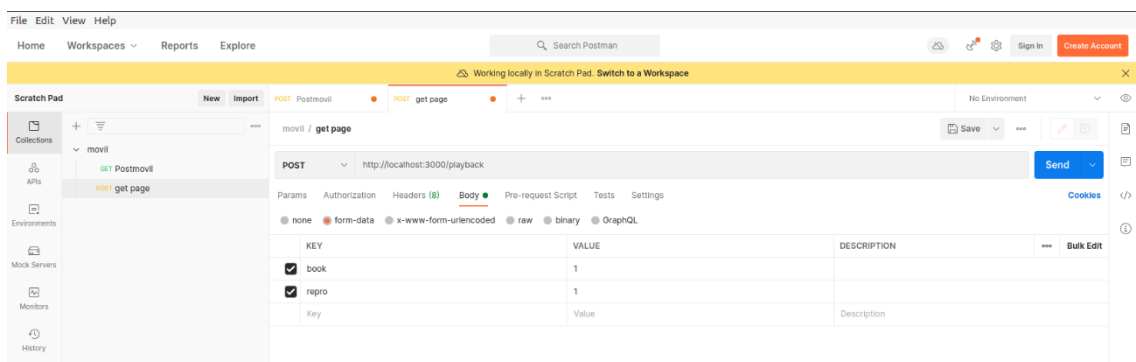 File Edit View Help
Home Workspaces Reports Explore Search Postman Sign In Create Account
Working locally in Scratch Pad. Switch to a Workspace
Scratch Pad New Import POST Postmovil POST get page No Environment
Collections
movil
GET Postmovil
POST get page
APIs
Environments
Mock Servers
Monitors
History
movil / get page Save
POST http://localhost:3000/playback Send
Params Authorization Headers (8) Body Pre-request Script Tests Settings Cookies
none form-data x-www-form-urlencoded raw binary GraphQL
KEY VALUE DESCRIPTION Bulk Edit
book 1
repro 1
Key Value Description